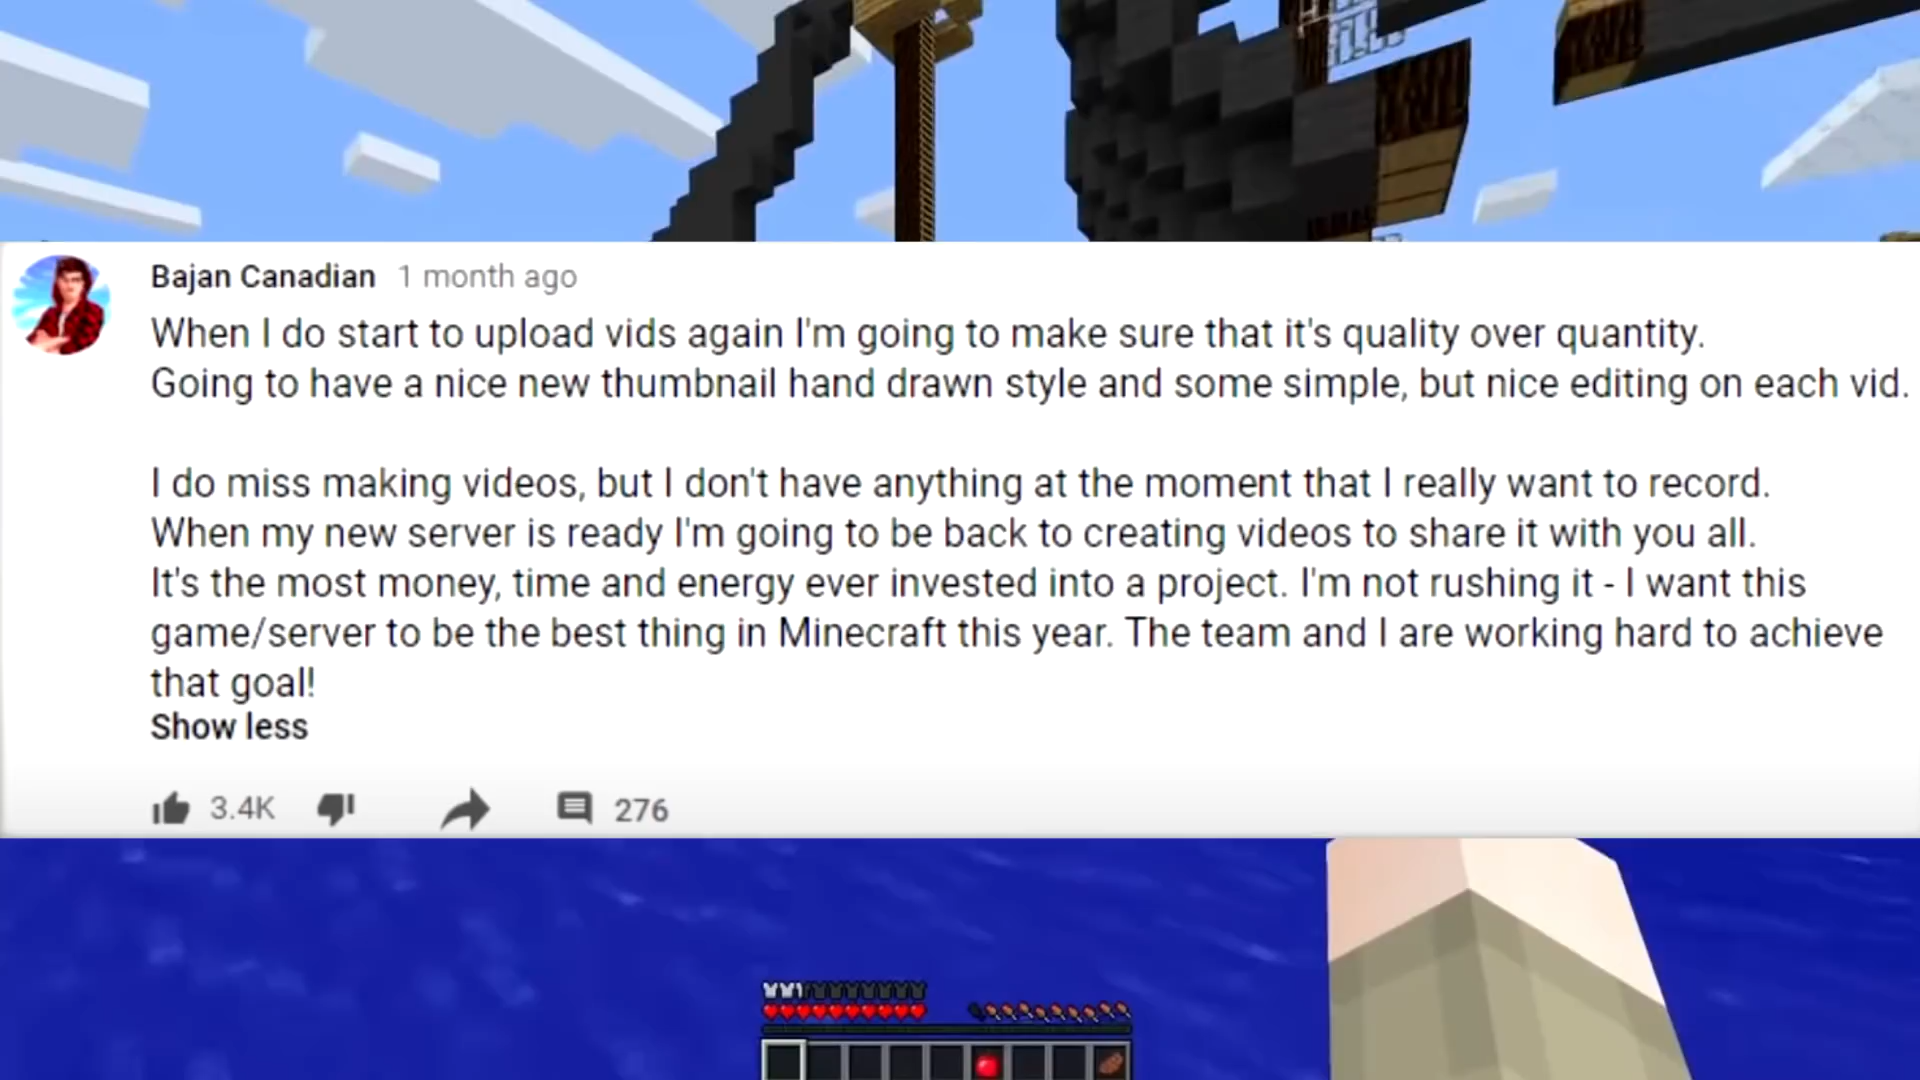 Bajan Canadian 1 month ago
When I do start to upload vids again I'm going to make sure that it's quality over quantity.
Going to have a nice new thumbnail hand drawn style and some simple, but nice editing on each vid.
I do miss making videos, but I don't have anything at the moment that I really want to record.
When my new server is ready I'm going to be back to creating videos to share it with you all.
It's the most money, time and energy ever invested into a project. I'm not rushing it - I want this
game/server to be the best thing in Minecraft this year. The team and I are working hard to achieve
that goal!
Show less
3.4K 276